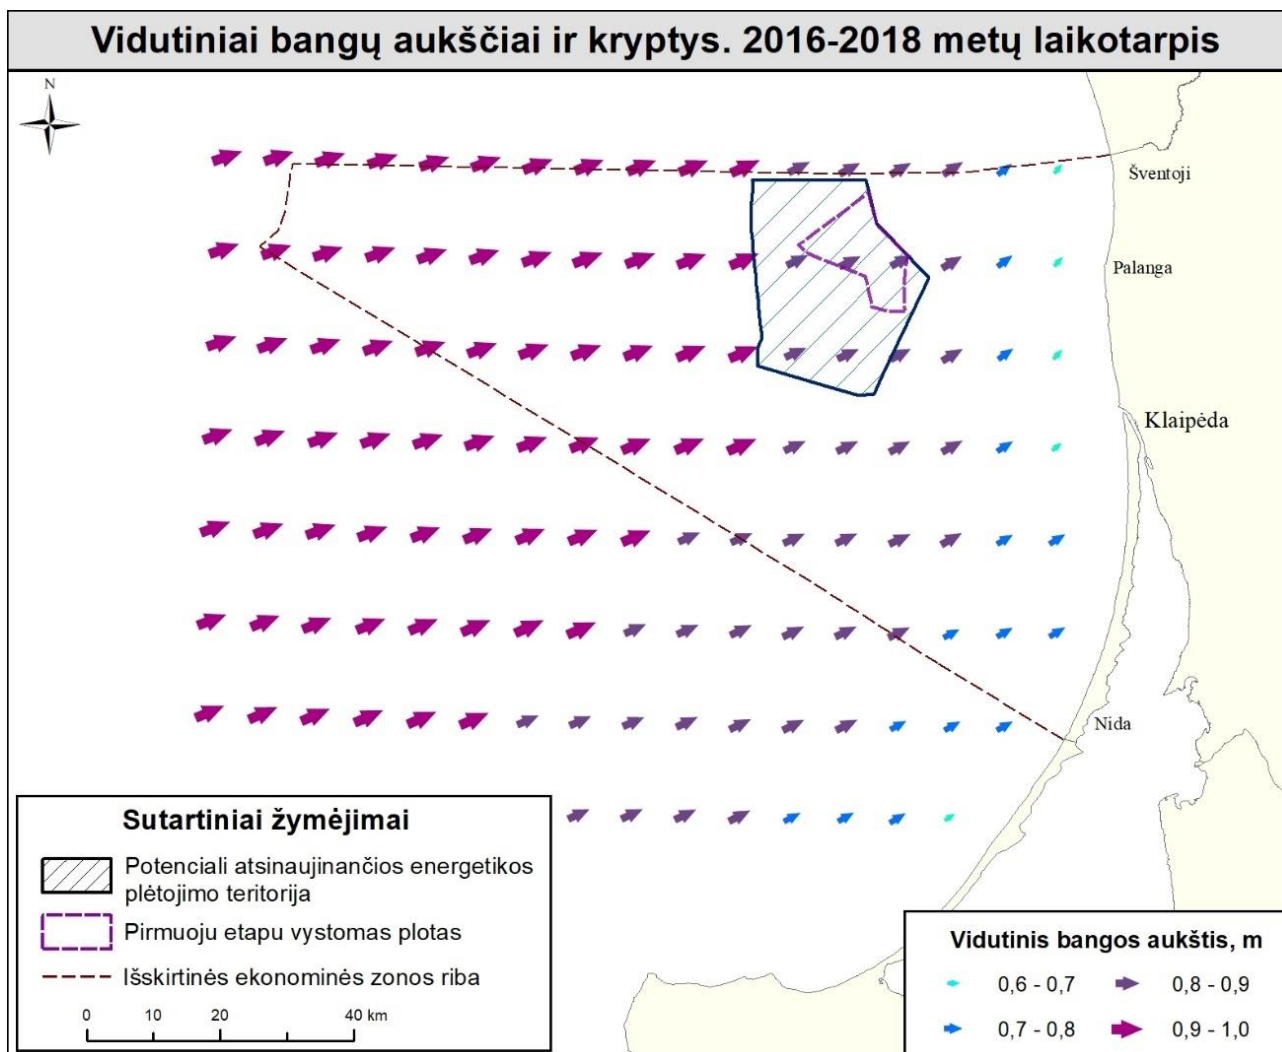 Vidutiniai bangų aukščiai ir kryptys. 2016-2018 metų laikotarpis
N
Šventoji
Palanga
Klaipėda
Nida
Sutartiniai žymėjimai
Potenciali atsinaujinančios energetikos
plėtojimo teritorija
Pirmuoju etapu vystomas plotas
Išskirtinės ekonominės zonos riba
0 10 20 40 km
Vidutinis bangos aukštis, m
0,6 - 0,7 0,8 - 0,9
0,7 - 0,8 0,9 - 1,0